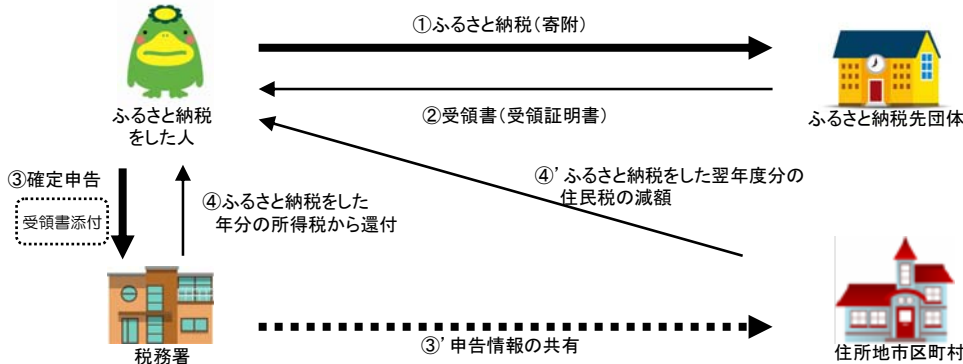 ①ふるさと納税(寄附)
ふるさと納税
をした人
②受領書(受領証明書)
ふるさと納税先団体
③確定申告
受領書添付
④ふるさと納税をした
年分の所得税から還付
④’ふるさと納税をした翌年度分の
住民税の減額
税務署
③’申告情報の共有
住所地市区町村